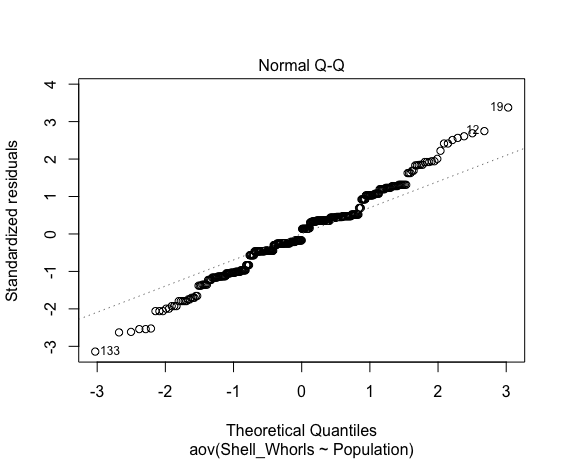 Normal Q-Q
Standardized residuals
4
3
2
1
0
-1
-2
-3
19
12
133
-3 -2 -1 0 1 2 3
Theoretical Quantiles
aov(Shell_Whorls ~ Population)